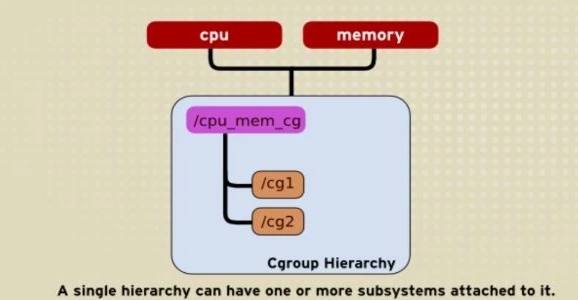 cpu
memory
/cpu_mem_cg
/cg1
/cg2
Cgroup Hierarchy
A single hierarchy can have one or more subsystems attached to it.